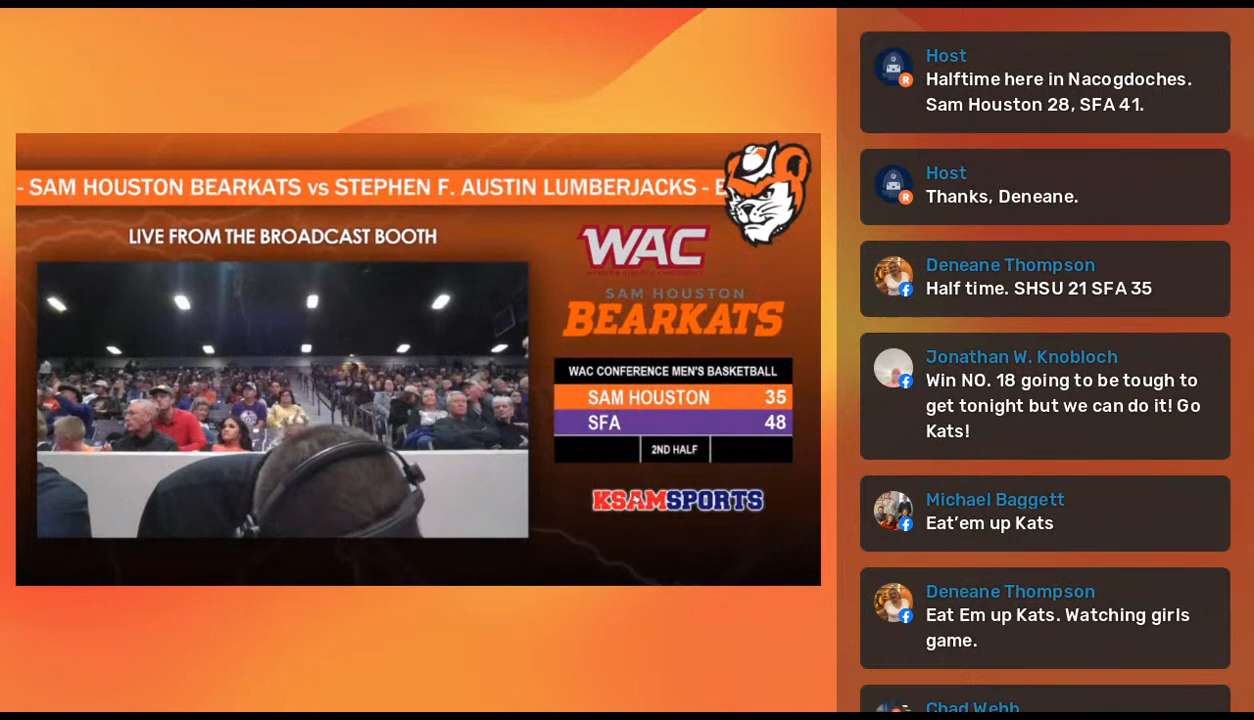 - SAM HOUSTON BEARKATS vs STEPHEN F. AUSTIN LUMBERJACKS -
LIVE FROM THE BROADCAST BOOTH
WAC
SAM HOUSTON
BEARKATS
WAC CONFERENCE MEN'S BASKETBALL
SAM HOUSTON 35
SFA 48
2ND HALF
KSAMSPORTS
Host
Halftime here in Nacogdoches.
Sam Houston 28, SFA 41.
Host
Thanks, Deneane.
Deneane Thompson
Half time. SHSU 21 SFA 35
Jonathan W. Knobloch
Win NO. 18 going to be tough to
get tonight but we can do it! Go
Kats!
Michael Baggett
Eat’em up Kats
Deneane Thompson
Eat Em up Kats. Watching girls
game.
Chad Webb